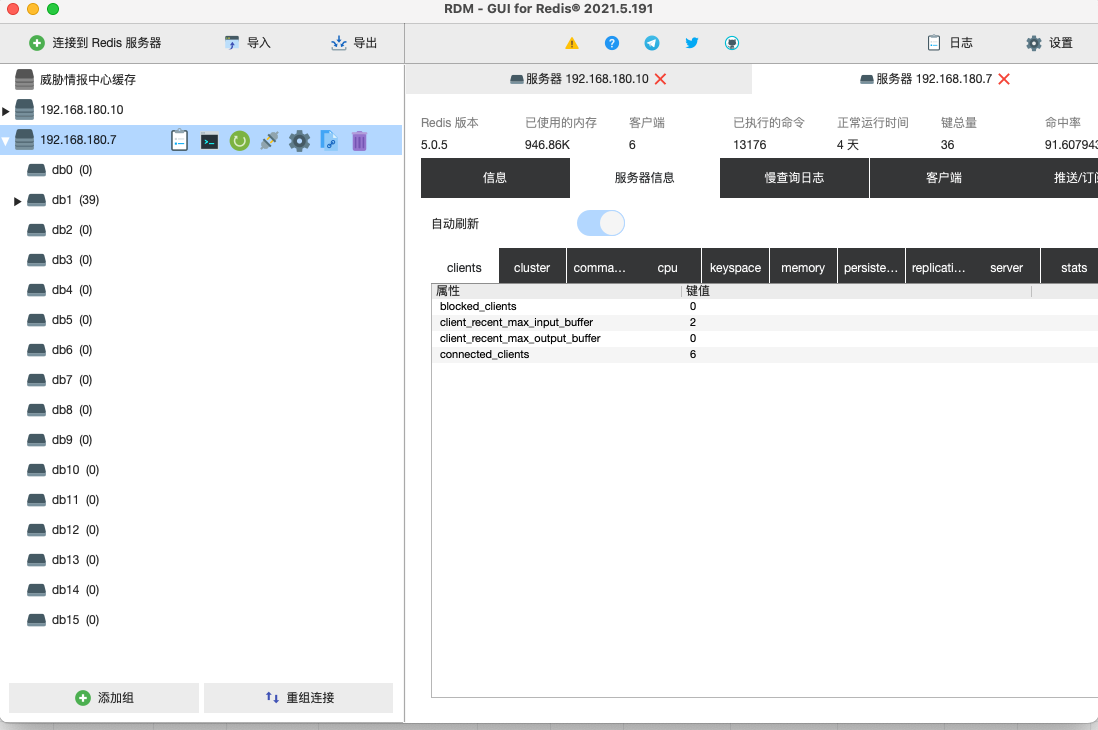 RDM - GUI for Redis® 2021.5.191
连接到 Redis 服务器 导入 导出 日志 设置
威胁情报中心缓存
192.168.180.10
192.168.180.7
db0 (0)
db1 (39)
db2 (0)
db3 (0)
db4 (0)
db5 (0)
db6 (0)
db7 (0)
db8 (0)
db9 (0)
db10 (0)
db11 (0)
db12 (0)
db13 (0)
db14 (0)
db15 (0)
添加组 重组连接
服务器 192.168.180.10 服务器 192.168.180.7
Redis 版本 已使用的内存 客户端 已执行的命令 正常运行时间 键总量 命中率
5.0.5 946.86K 6 13176 4 天 36 91.607943
信息 服务器信息 慢查询日志 客户端 推送/订阅
自动刷新
clients cluster comma… cpu keyspace memory persiste… replicati… server stats
属性 键值
blocked_clients 0
client_recent_max_input_buffer 2
client_recent_max_output_buffer 0
connected_clients 6